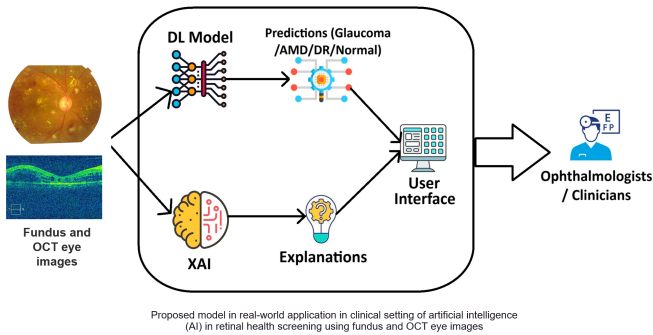 DL Model
Predictions (Glaucoma
/AMD/DR/Normal)
E
FP
User
Interface
Ophthalmologists
/ Clinicians
Fundus and
OCT eye
images
XAI
?
Explanations
Proposed model in real-world application in clinical setting of artificial intelligence
(AI) in retinal health screening using fundus and OCT eye images